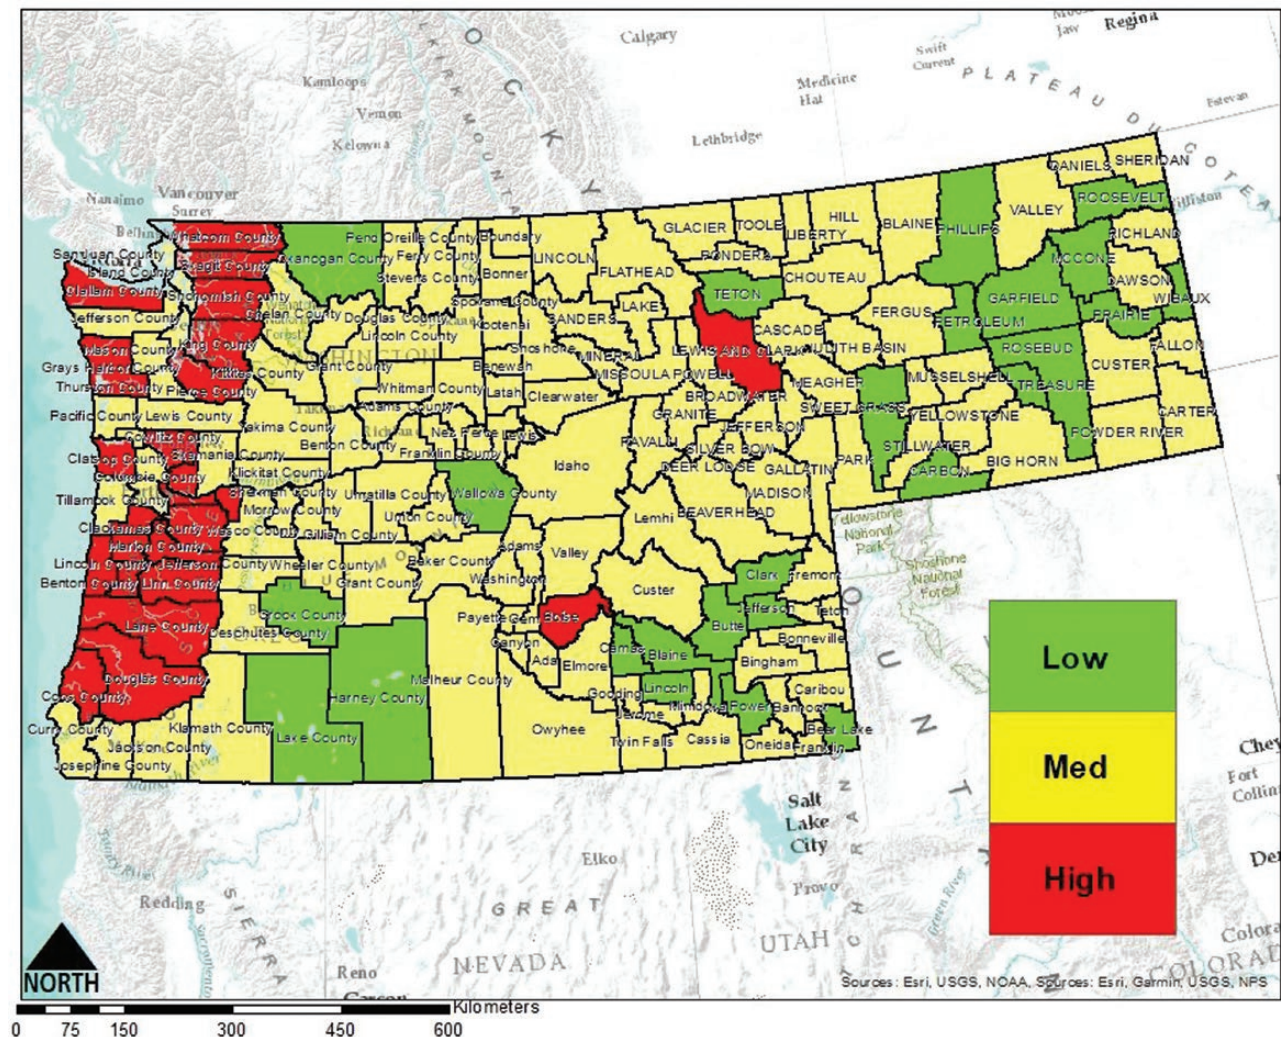 Calgary
Regina
Swift
Current
Moose
Jaw
Kamloops
Medicine
Hat
PLATEAU DU COTEA
Estevan
Vernon
Kelowna
Lethbridge
ROCKY
Nanaimo
Vancouver
Surrey
Williston
DANIELS
SHERIDAN
ROOSEVELT
VALLEY
PHILLIPS
BLAINE
HILL
LIBERTY
TOOLE
GLACIER
PONDERA
RICHLAND
MCCONE
DAWSON
WIBAUX
PRAIRIE
GARFIELD
PETROLEUM
FERGUS
CHOUTEAU
TETON
FLATHEAD
LINCOLN
Boundary
Pend Oreille County
Ferry County
Stevens County
Okanogan County
Whatcom County
Skagit County
San Juan County
Island County
Clallam County
Snohomish County
Jefferson County
Chelan County
Douglas County
Spokane County
Lincoln County
Bonner
Kootenai
Shoshone
SANDERS
LAKE
MINERAL
MISSOULA
POWELL
LEWIS AND CLARK
CASCADE
JUDITH BASIN
ROSEBUD
TREASURE
CUSTER
FALLON
MUSSELSHELL
MEAGHER
BROADWATER
SWEET GRASS
YELLOWSTONE
CARTER
POWDER RIVER
BIG HORN
STILLWATER
CARBON
PARK
GALLATIN
JEFFERSON
SILVER BOW
DEER LODGE
GRANITE
RAVALLI
MADISON
BEAVERHEAD
King County
Mason County
Kittitas County
Grant County
Grays Harbor County
Thurston County
Pierce County
WASHINGTON
Benewah
Latah
Clearwater
Whitman County
Adams County
Pacific County
Lewis County
Yakima County
Benton County
Franklin County
Nez Perce
Lewis
Idaho
Cowlitz County
Skamania County
Clatsop County
Columbia County
Klickitat County
Tillamook County
Sherman County
Umatilla County
Wallowa County
Morrow County
Union County
Clackamas County
Wasco County
Gilliam County
Marion County
Lincoln County
Jefferson County
Wheeler County
Baker County
Benton County
Linn County
Grant County
Adams
Valley
Lemhi
Washington
Custer
Clark
Fremont
Jefferson
Teton
Butte
Bonneville
Payette
Gem
Boise
Crook County
Lane County
Deschutes County
Canyon
Ada
Elmore
Camas
Blaine
Bingham
Douglas County
Coos County
Harney County
Malheur County
Gooding
Lincoln
Jerome
Minidoka
Power
Bannock
Caribou
Curry County
Klamath County
Lake County
Owyhee
Twin Falls
Cassia
Oneida
Franklin
Bear Lake
Jackson County
Josephine County
Yellowstone
National
Park
Shoshone
National
Forest
Low
Med
High
Salt
Lake
City
Elko
Provo
Redding
SIERRA
GREAT
NEVADA
UTAH
COLORAD
Reno
Green River
Fort
Collin
NORTH
Sources: Esri, USGS, NOAA, Sources: Esri, Garmin, USGS, NPS
Kilometers
0 75 150 300 450 600